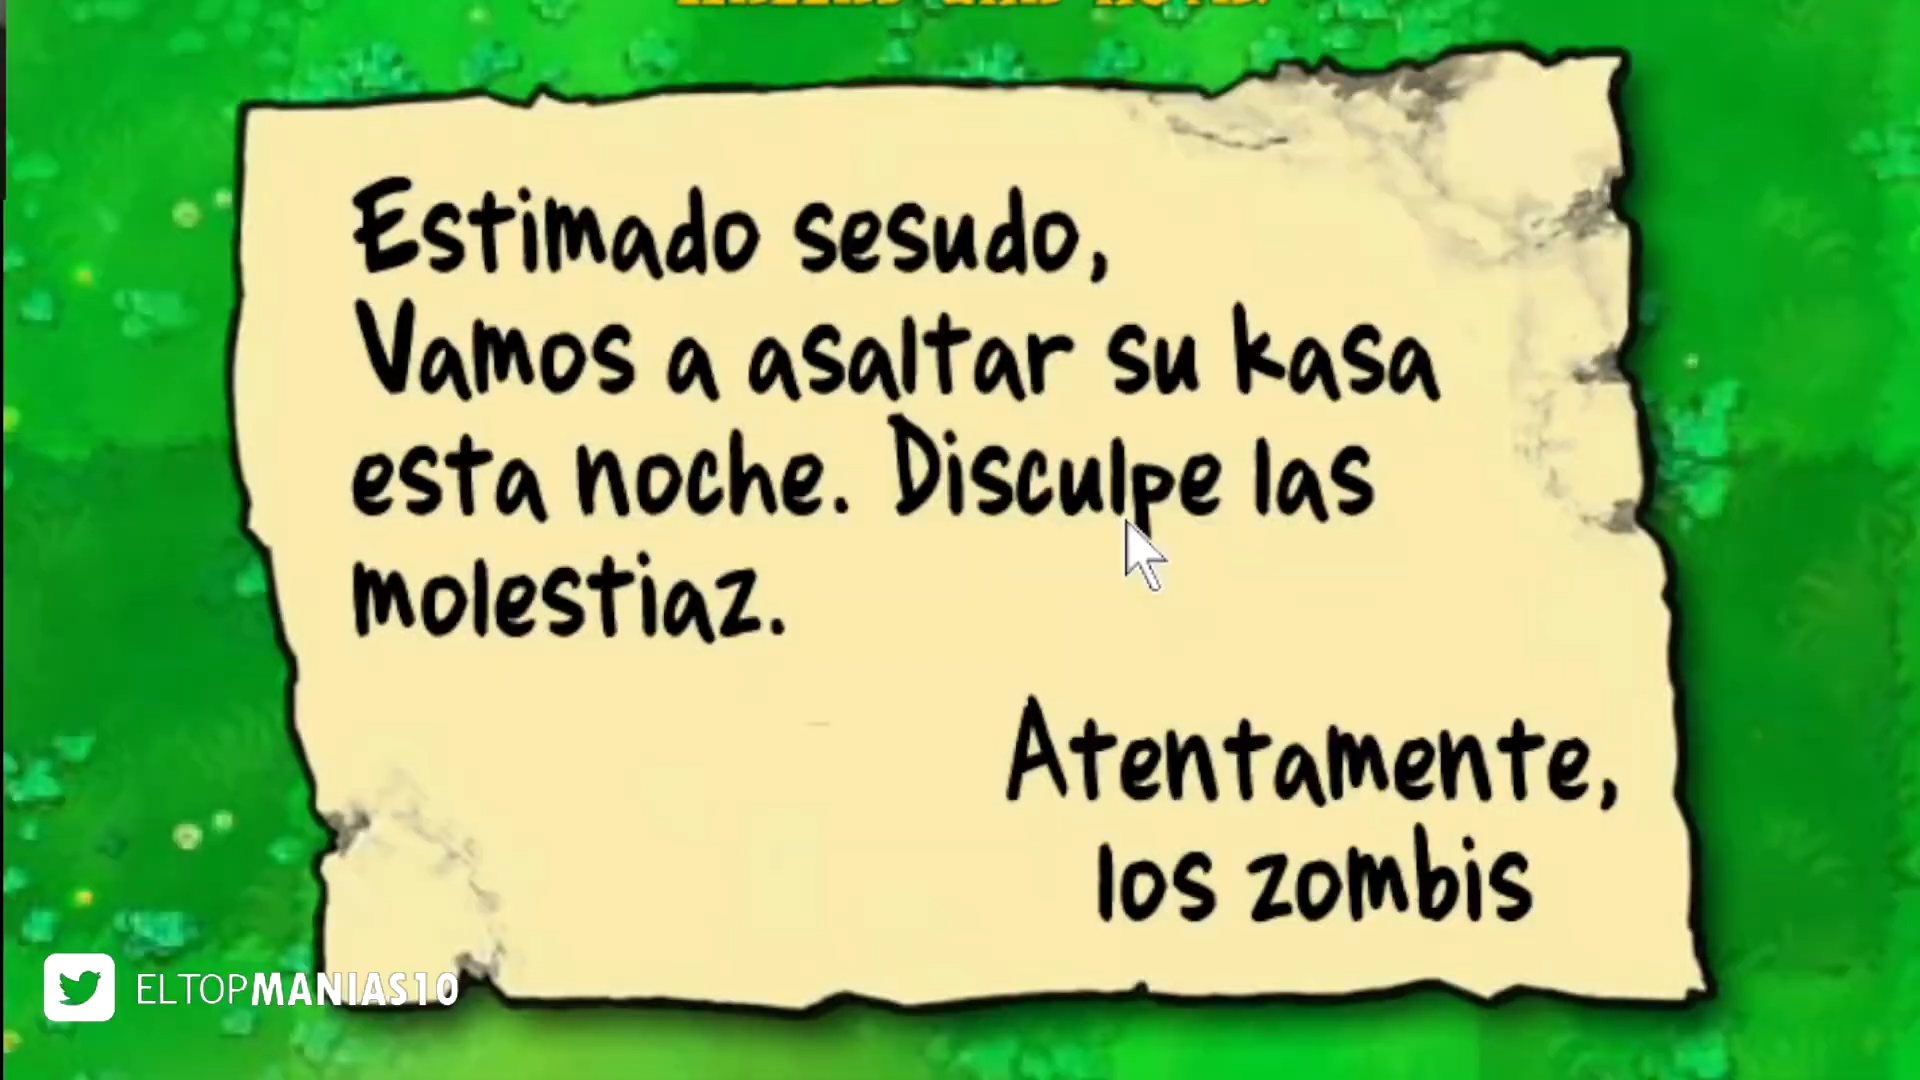 Estimado sesudo,
Vamos a asaltar su kasa
esta noche. Disculpe las
molestiaz.
Atentamente,
los zombis
ELTOPMANIAS10